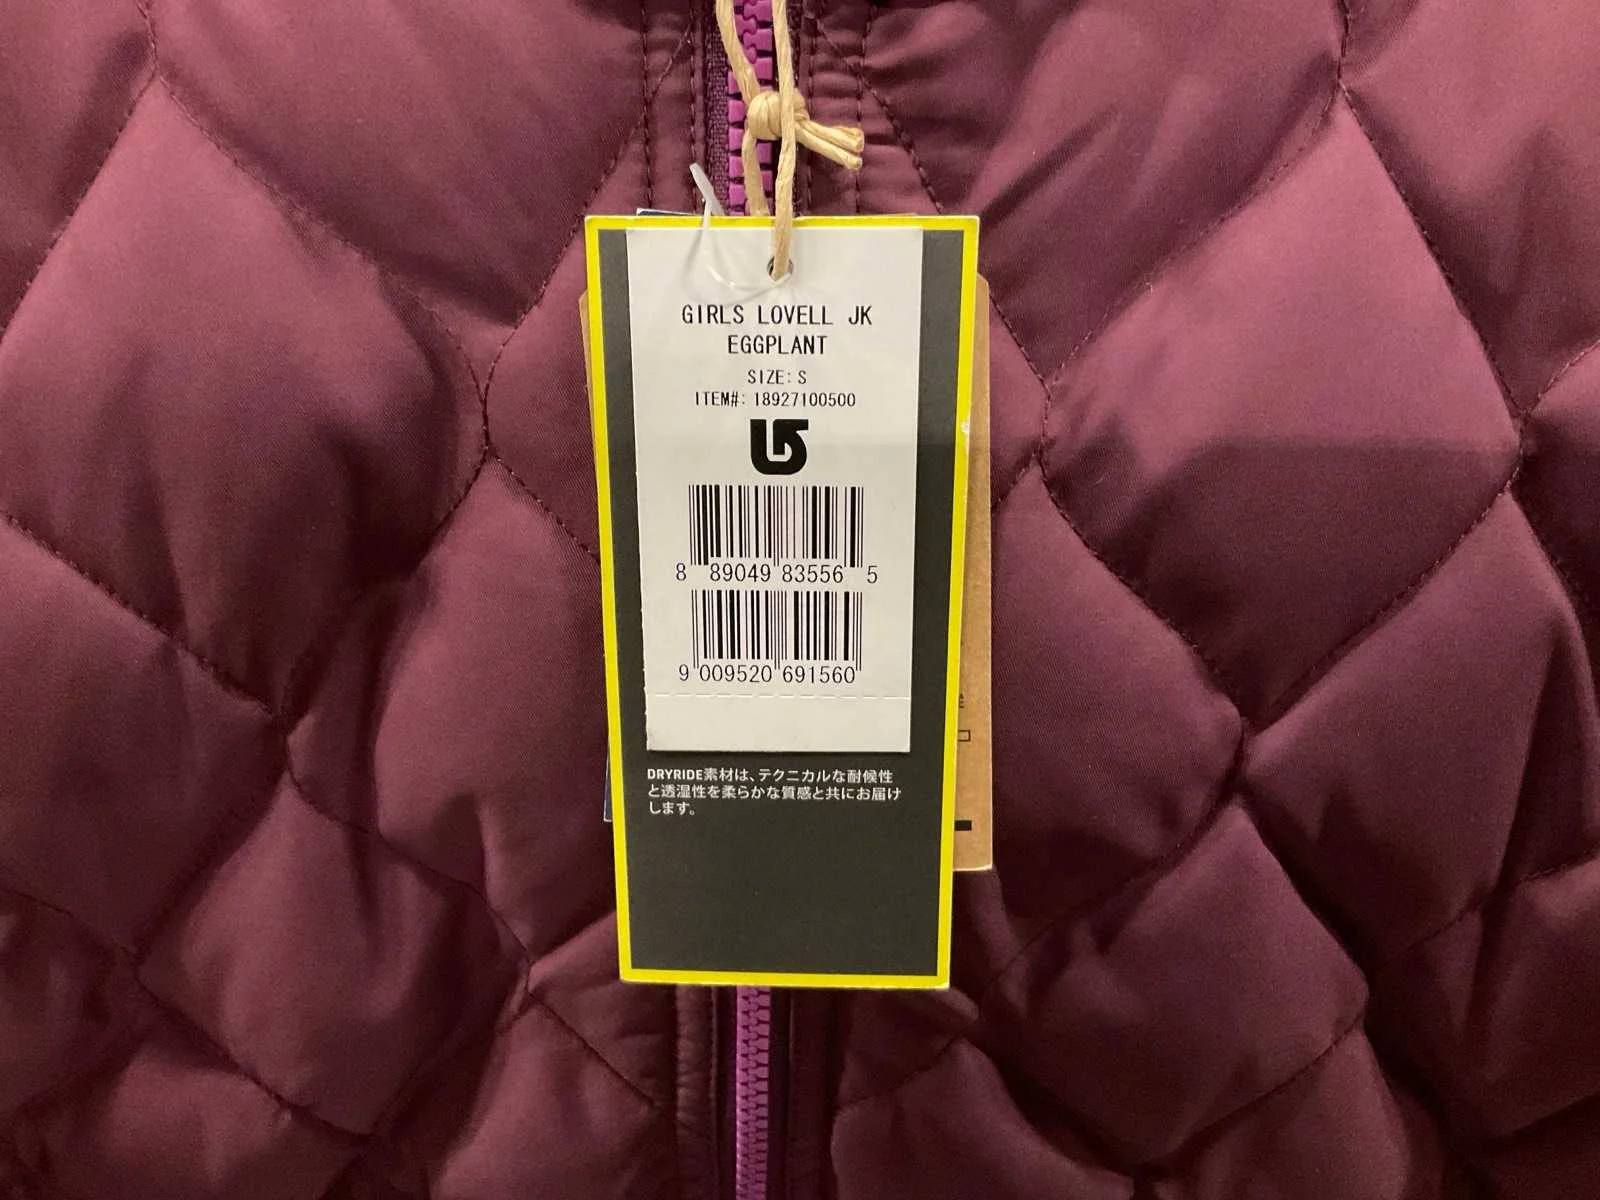 GIRLS LOVELL JK
EGGPLANT
SIZE: S
ITEM#: 18927100500
8 89049 83556 5
9 009520 691560
DRYRIDE素材は、テクニカルな耐候性
と透湿性を柔らかな質感と共にお届け
します。